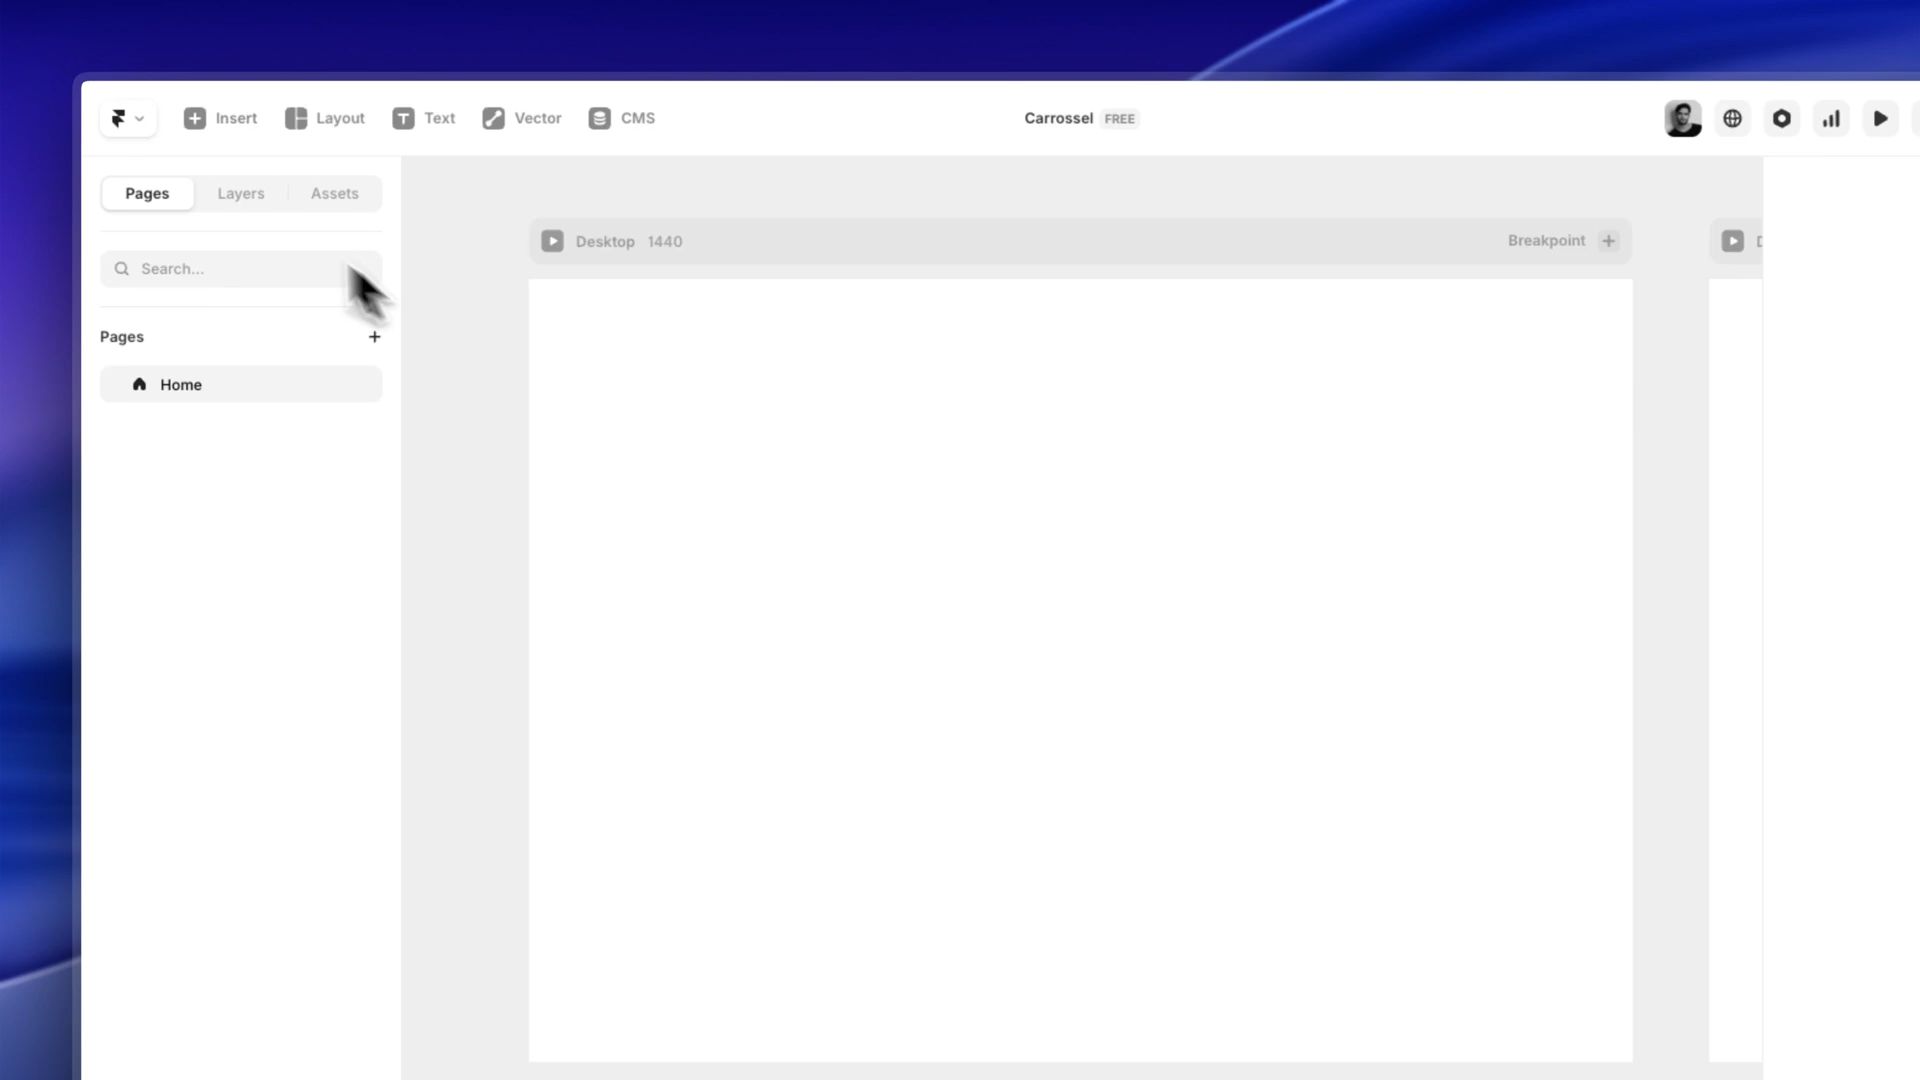 Insert
Layout
Text
Vector
CMS
Carrossel FREE
Pages
Layers
Assets
Search...
Desktop 1440
Breakpoint
Pages
Home